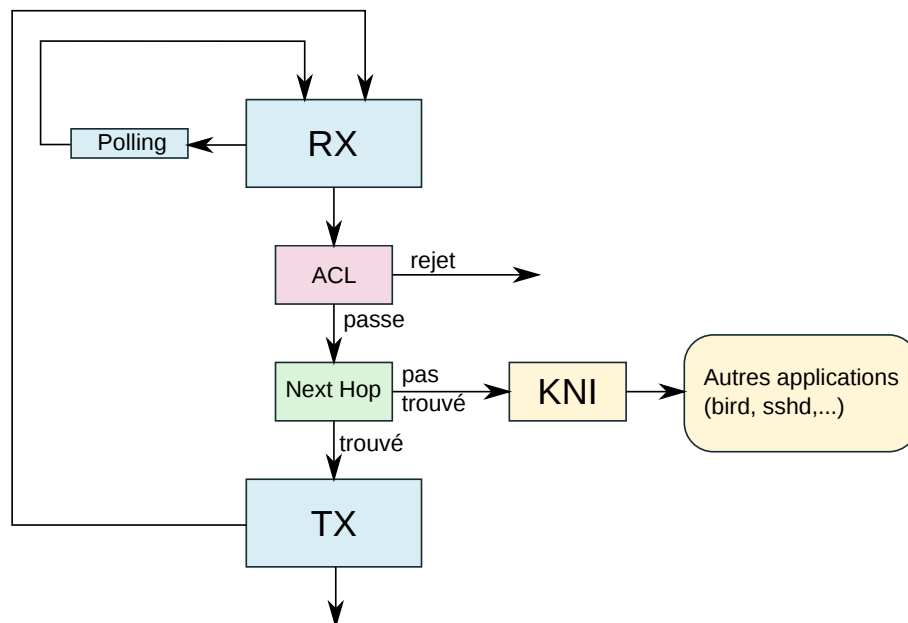 RX
Polling
ACL
rejet
passe
Next Hop
pas
trouvé
KNI
Autres applications
(bird, sshd,...)
trouvé
TX